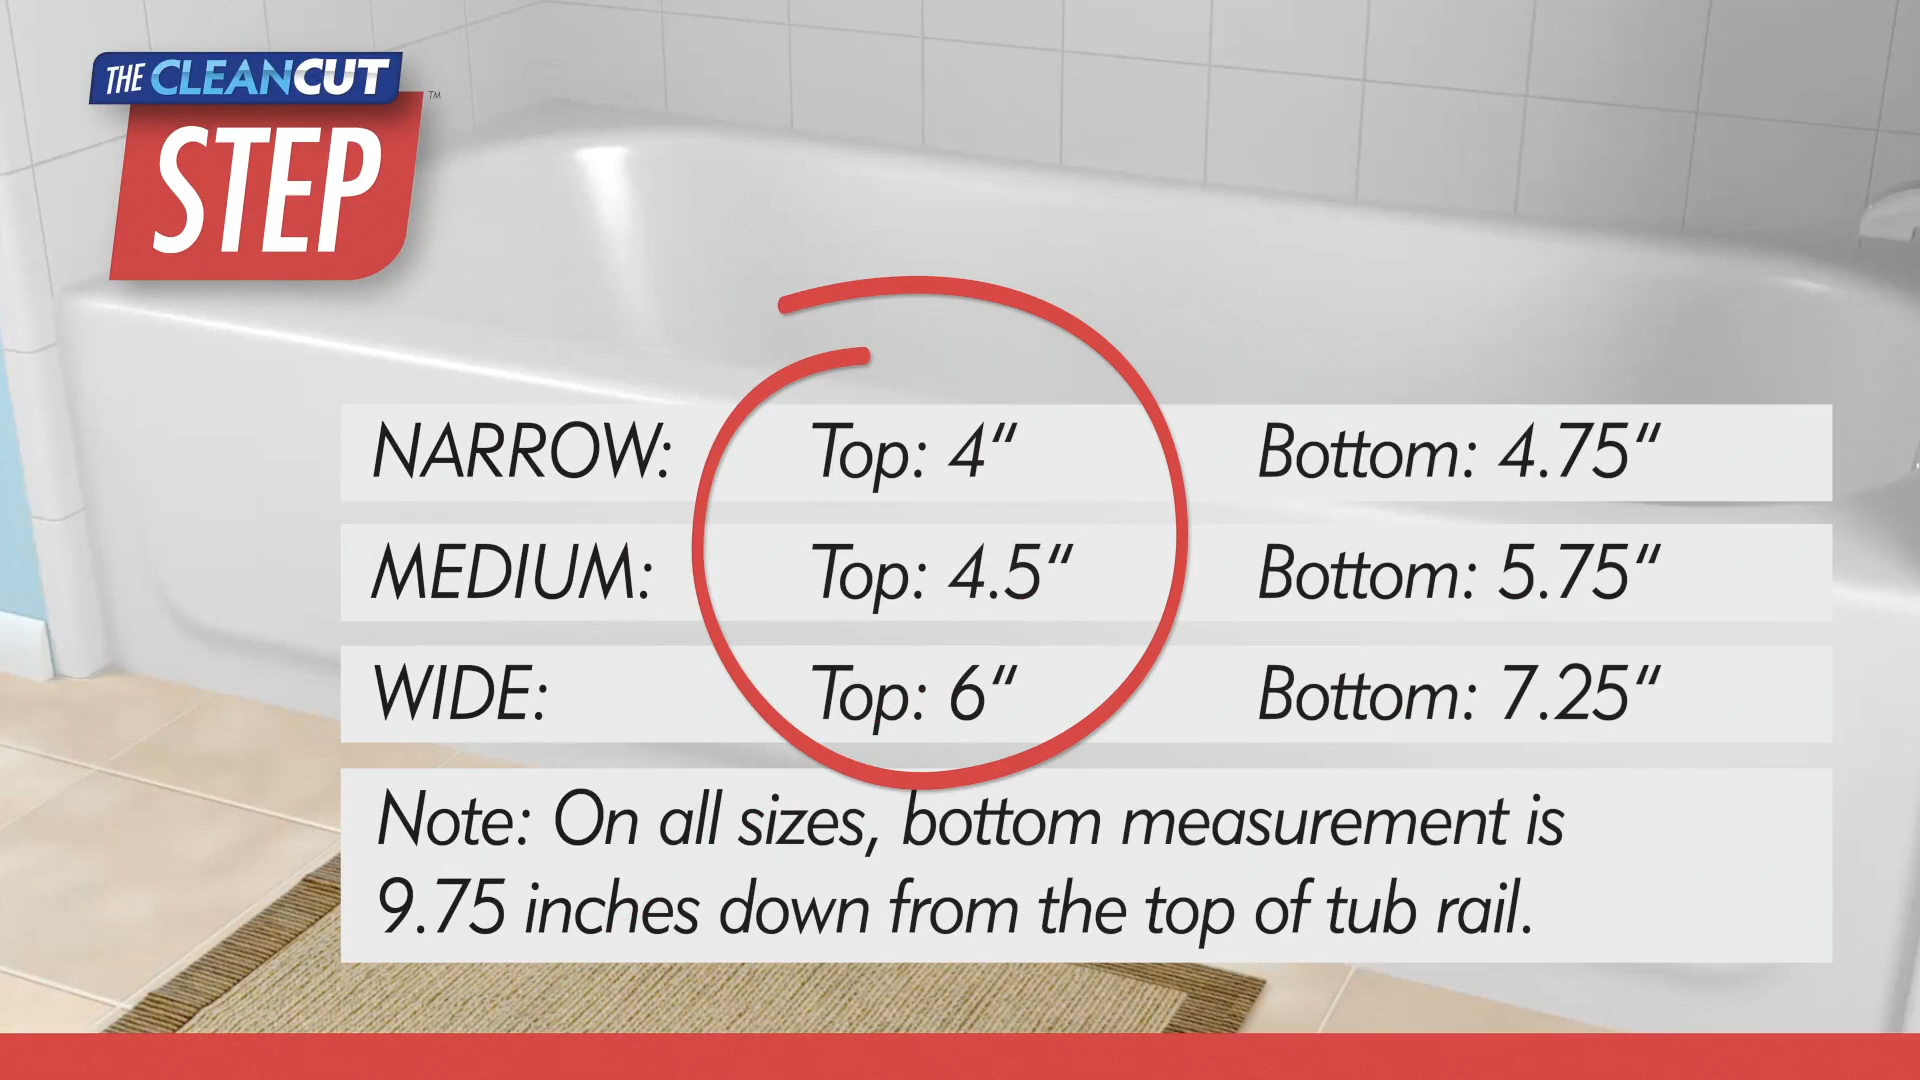 THE CLEANCUT
STEP
TM
NARROW: Top: 4" Bottom: 4.75"
MEDIUM: Top: 4.5" Bottom: 5.75"
WIDE: Top: 6" Bottom: 7.25"
Note: On all sizes, bottom measurement is
9.75 inches down from the top of tub rail.